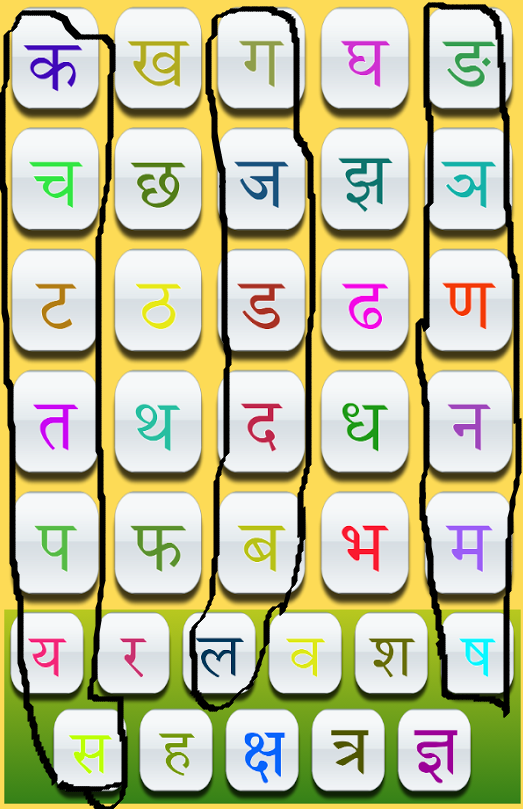 क ख ग घ ङ
च छ ज झ ञ
ट ठ ड ढ ण
त थ द ध न
प फ ब भ म
य र ल व श ष
स ह क्ष त्र ज्ञ